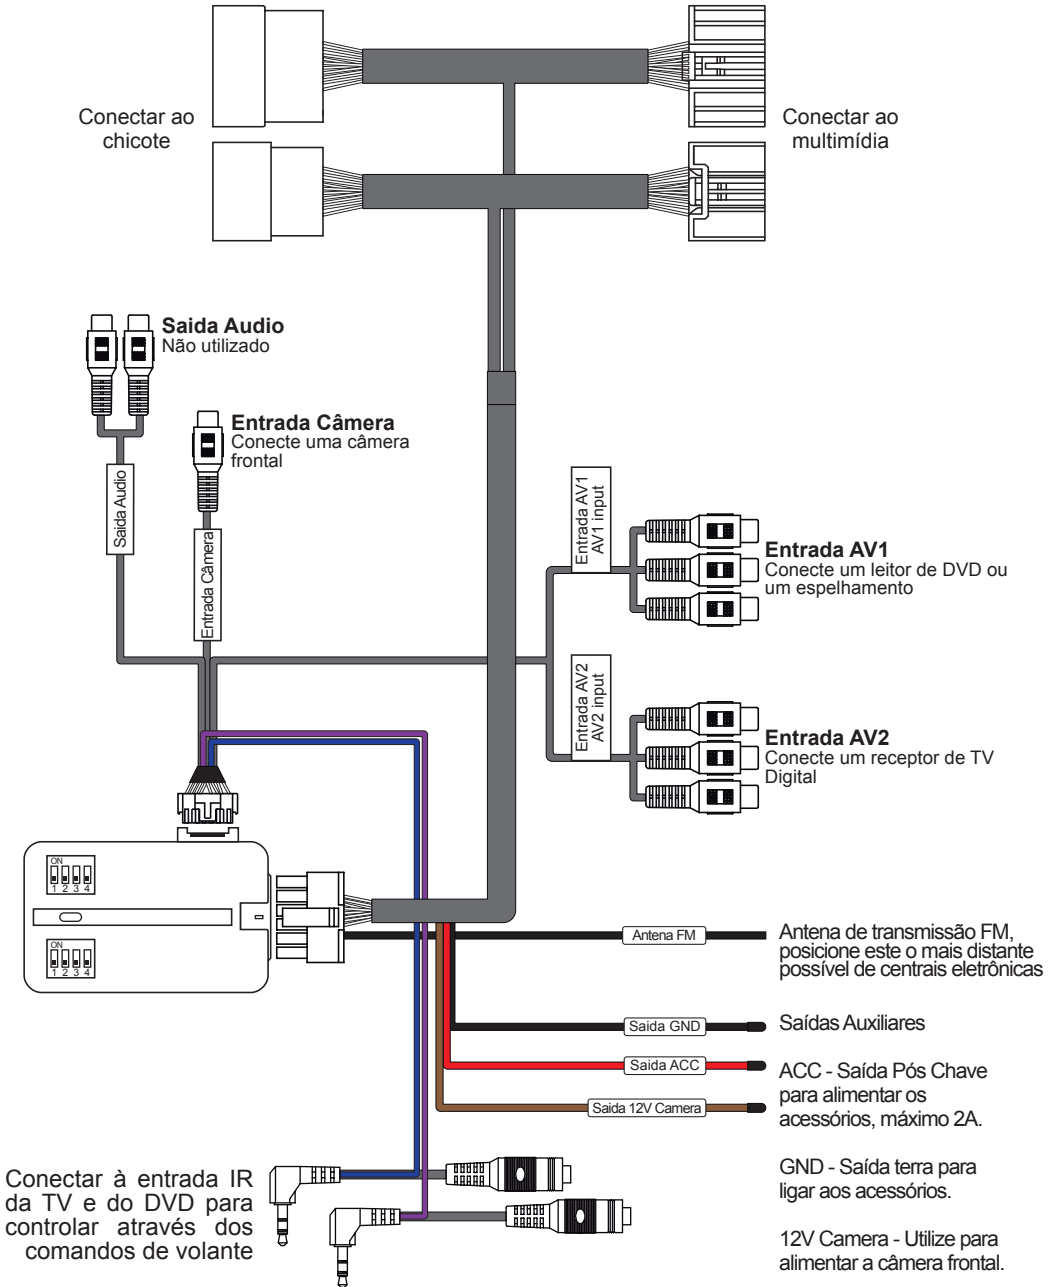 Conectar ao
chicote
Conectar ao
multimídia
Saida Audio
Não utilizado
Entrada Câmera
Conecte uma câmera
frontal
Saida Audio
Entrada Câmera
Entrada AV1
AV1 input
Entrada AV1
Conecte um leitor de DVD ou
um espelhamento
Entrada AV2
AV2 input
Entrada AV2
Conecte um receptor de TV
Digital
ON
1 2 3 4
ON
1 2 3 4
Antena FM
Antena de transmissão FM,
posicione este o mais distante
possível de centrais eletrônicas
Saida GND
Saídas Auxiliares
Saida ACC
ACC - Saída Pós Chave
para alimentar os
acessórios, máximo 2A.
Saida 12V Camera
GND - Saída terra para
ligar aos acessórios.
12V Camera - Utilize para
alimentar a câmera frontal.
Conectar à entrada IR
da TV e do DVD para
controlar através dos
comandos de volante